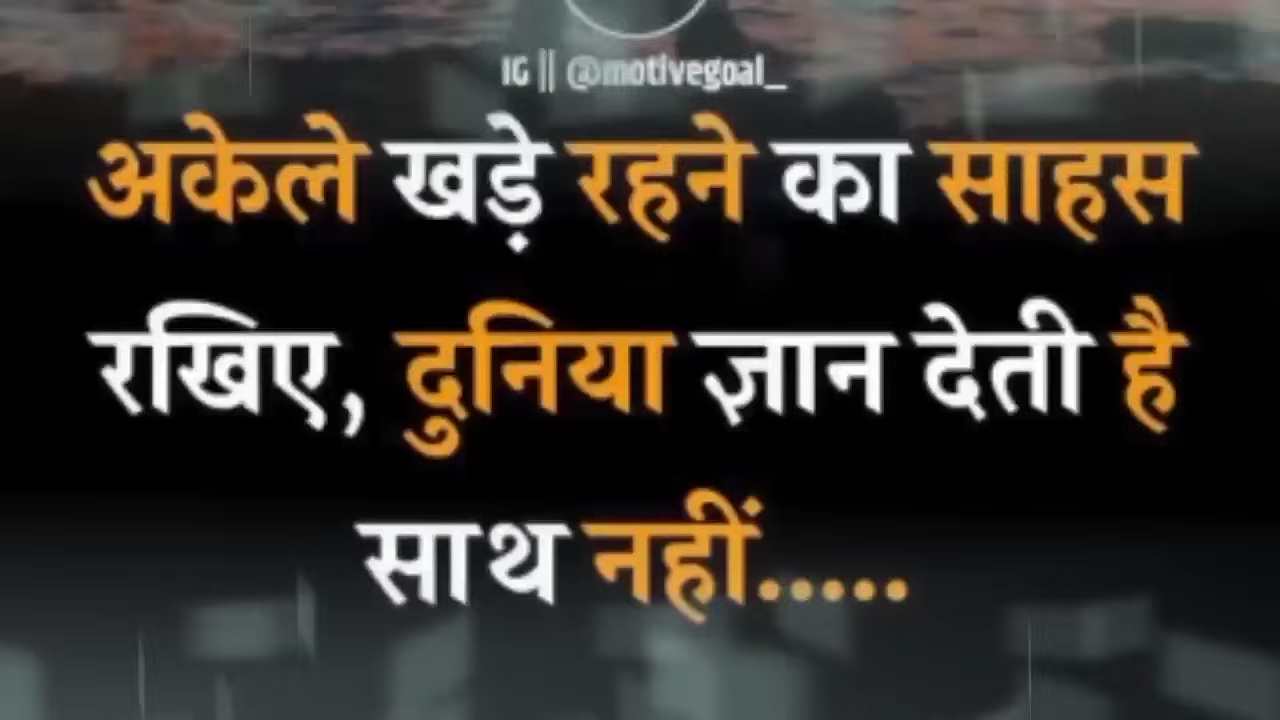 IG || @motivegoal_
अकेले खड़े रहने का साहस
रखिए, दुनिया ज्ञान देती है
साथ नहीं.....